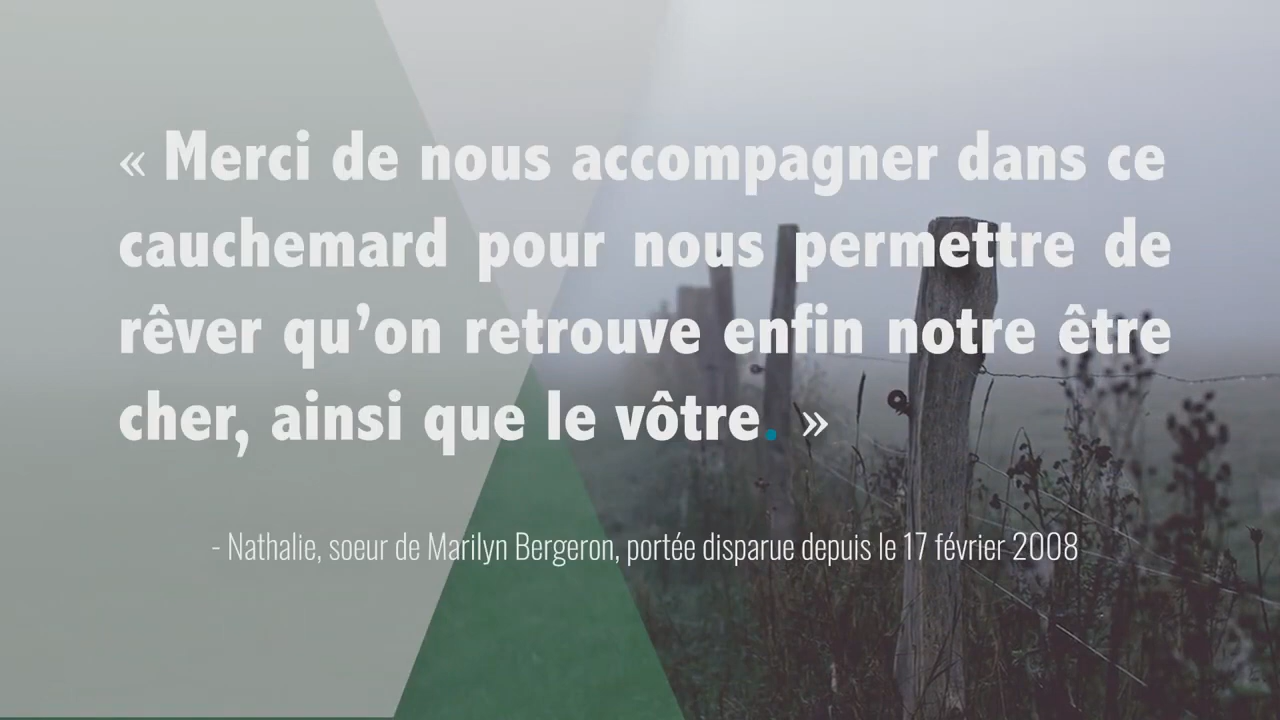 « Merci de nous accompagner dans ce
cauchemard pour nous permettre de
rêver qu’on retrouve enfin notre être
cher, ainsi que le vôtre. »
- Nathalie, soeur de Marilyn Bergeron, portée disparue depuis le 17 février 2008